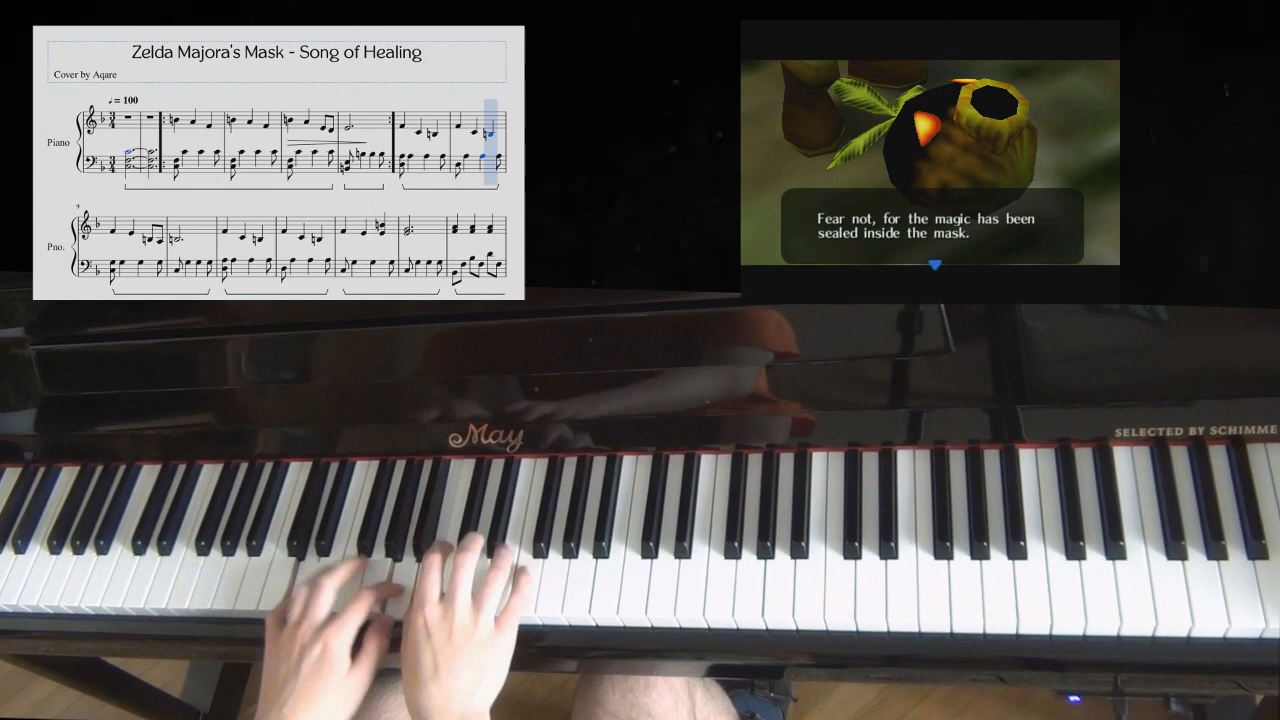 Zelda Majora's Mask - Song of Healing
Cover by Aqare
♩ = 100
Piano
9
Pno.
Fear not, for the magic has been
sealed inside the mask.
May
SELECTED BY SCHIMME